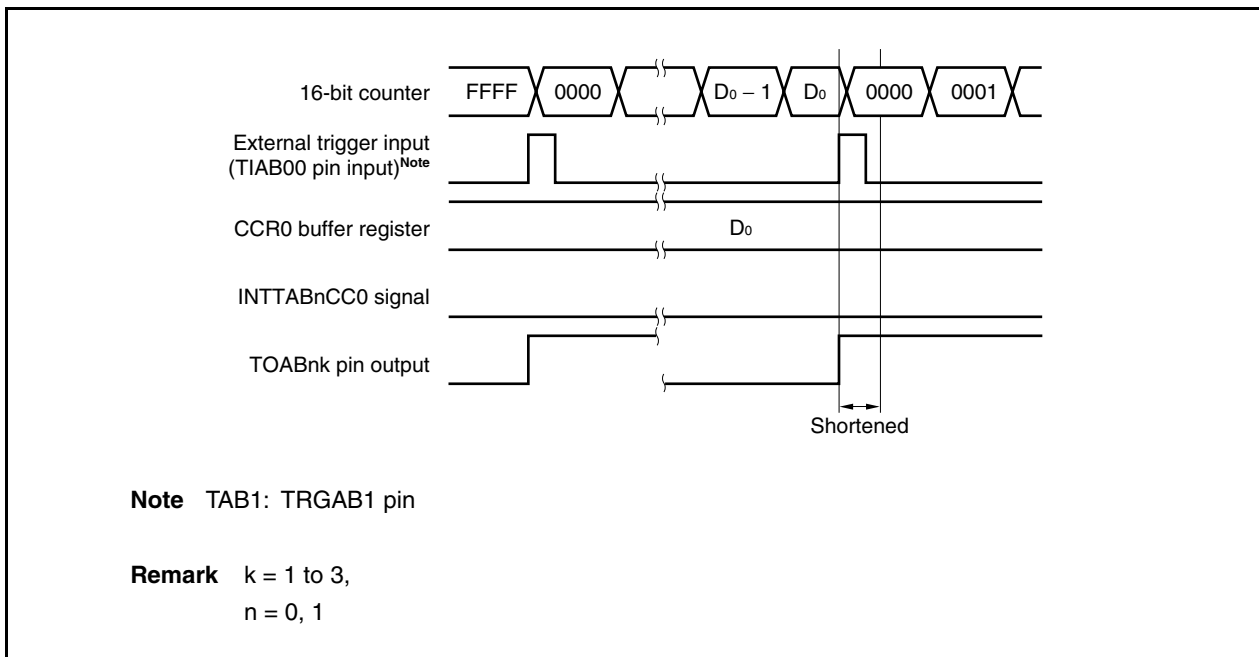 16-bit counter FFFF 0000 D0 − 1 D0 0000 0001
External trigger input
(TIAB00 pin input)Note
CCR0 buffer register D0
INTTABnCC0 signal
TOABnk pin output
Shortened
Note TAB1: TRGAB1 pin
Remark k = 1 to 3,
n = 0, 1